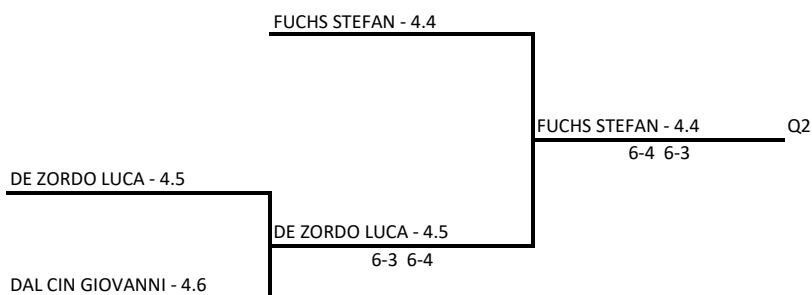 FUCHS STEFAN - 4.4
FUCHS STEFAN - 4.4 Q2
6-4 6-3
DE ZORDO LUCA - 4.5
DE ZORDO LUCA - 4.5
6-3 6-4
DAL CIN GIOVANNI - 4.6